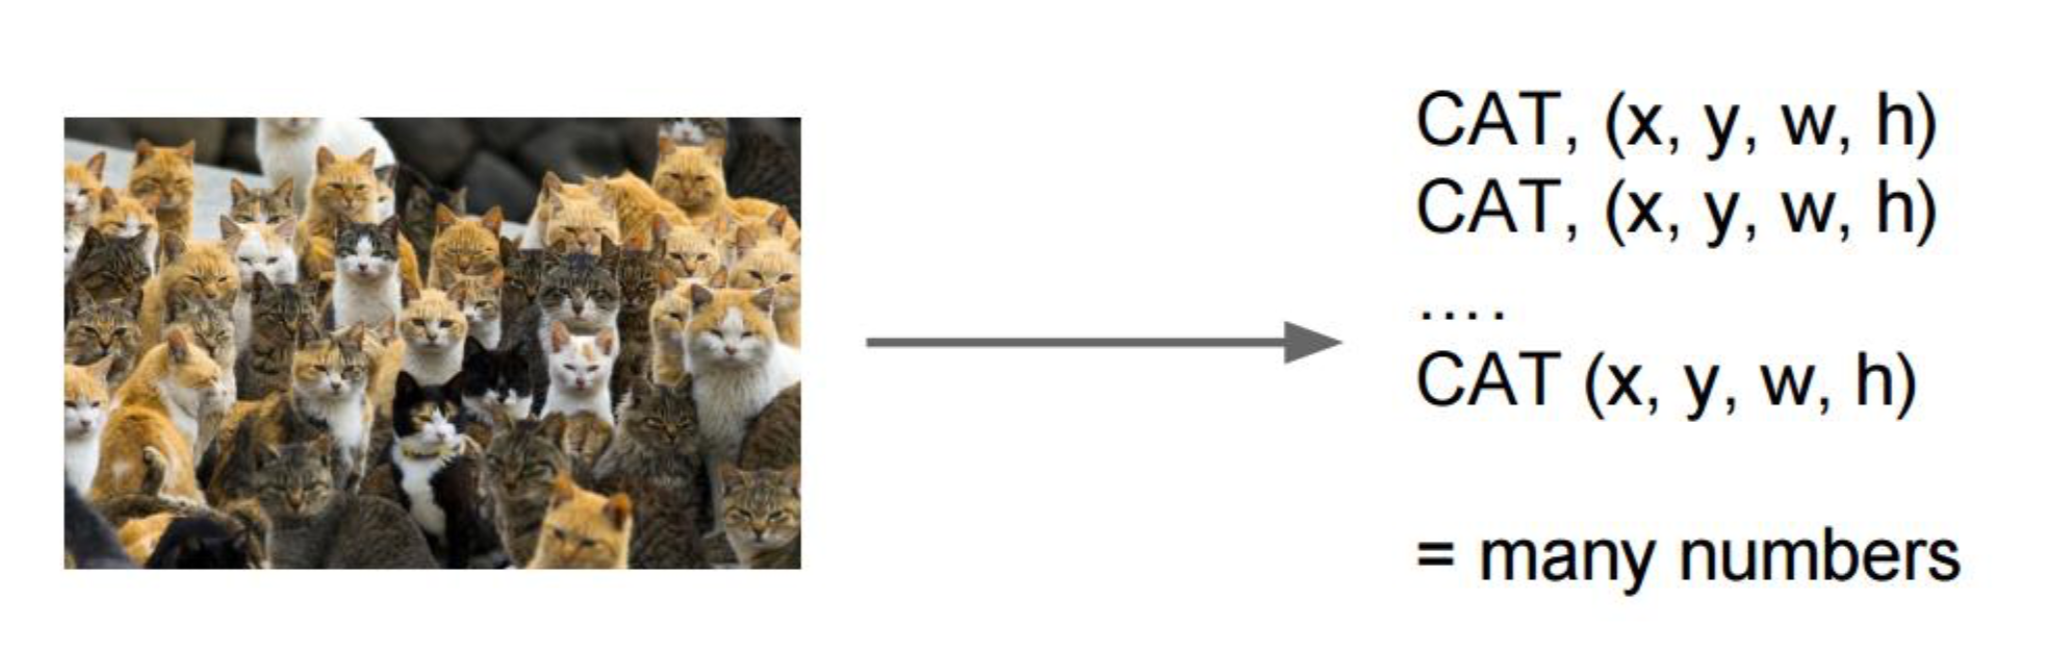 CAT, (x, y, w, h)
CAT, (x, y, w, h)
....
CAT (x, y, w, h)
= many numbers